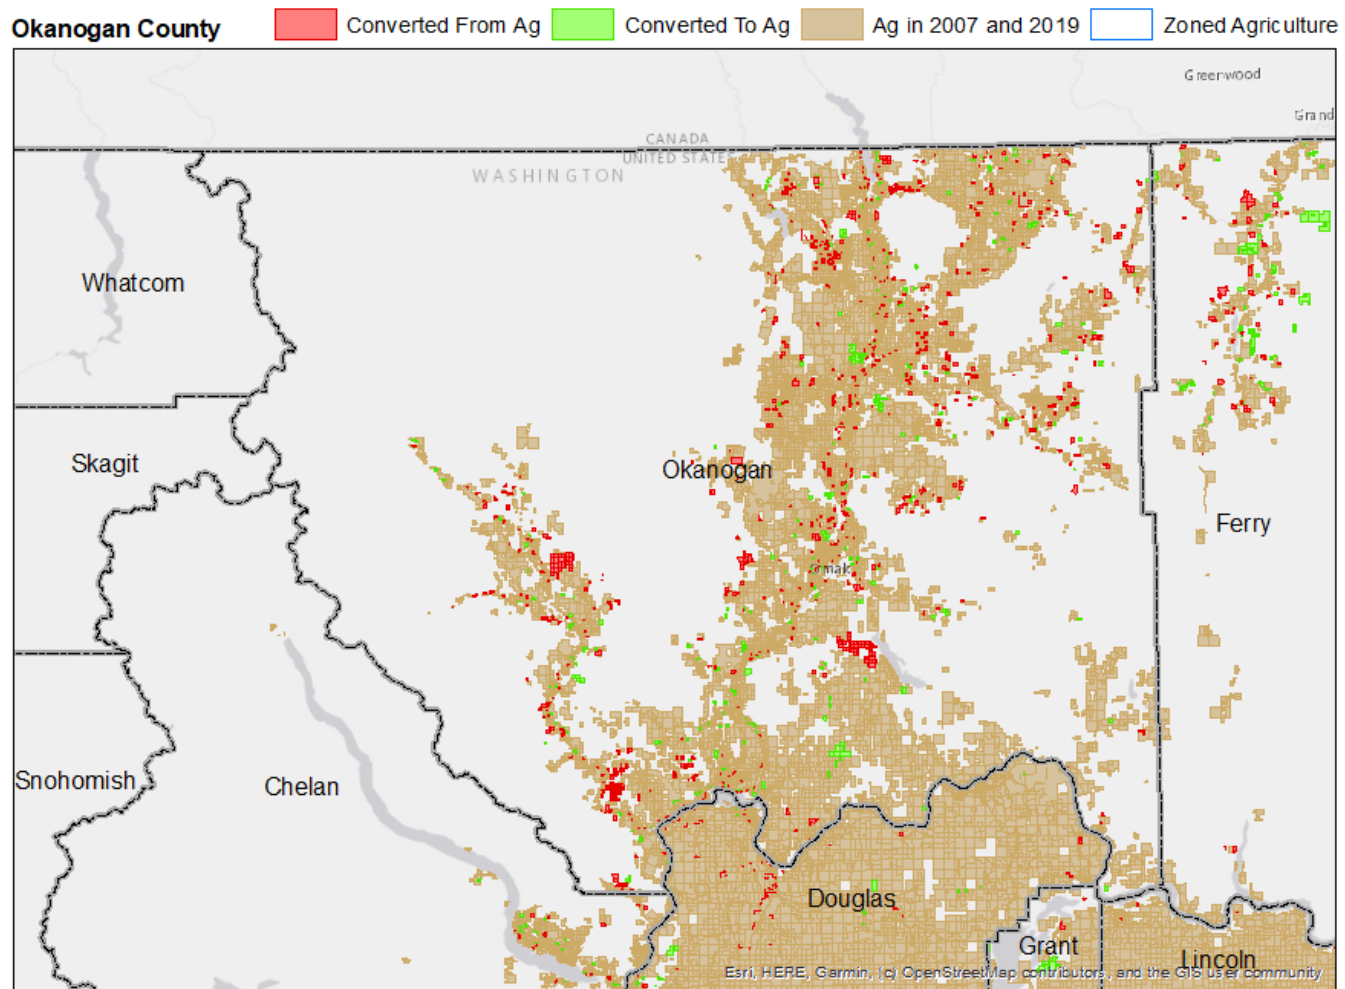 Okanogan County Converted From Ag Converted To Ag Ag in 2007 and 2019 Zoned Agriculture
Greenwood
Grand
CANADA
UNITED STATE
WASHINGTON
Whatcom
Skagit
Okanogan
Ferry
Omak
Snohomish
Chelan
Douglas
Grant
Lincoln
Esri, HERE, Garmin, (c) OpenStreetMap contributors, and the GIS user community